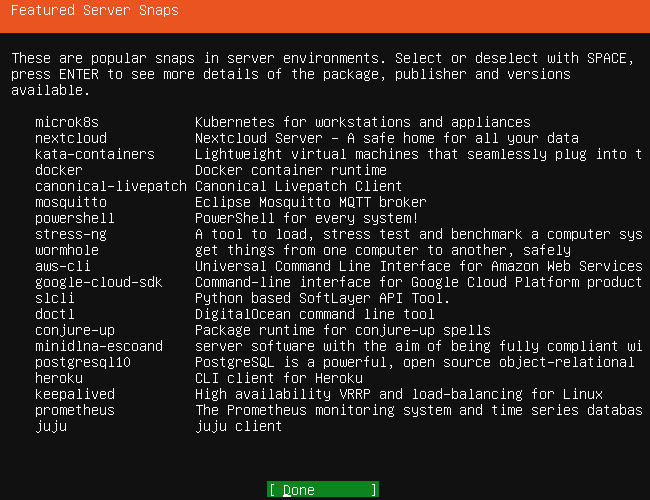 Featured Server Snaps
These are popular snaps in server environments. Select or deselect with SPACE,
press ENTER to see more details of the package, publisher and versions
available.
microk8s Kubernetes for workstations and appliances
nextcloud Nextcloud Server - A safe home for all your data
kata-containers Lightweight virtual machines that seamlessly plug into t
docker Docker container runtime
canonical-livepatch Canonical Livepatch Client
mosquitto Eclipse Mosquitto MQTT broker
powershell PowerShell for every system!
stress-ng A tool to load, stress test and benchmark a computer sys
wormhole get things from one computer to another, safely
aws-cli Universal Command Line Interface for Amazon Web Services
google-cloud-sdk Command-line interface for Google Cloud Platform product
slcli Python based SoftLayer API Tool.
doctl DigitalOcean command line tool
conjure-up Package runtime for conjure-up spells
minidlna-escoand server software with the aim of being fully compliant wi
postgresql10 PostgreSQL is a powerful, open source object-relational
heroku CLI client for Heroku
keepalived High availability VRRP and load-balancing for Linux
prometheus The Prometheus monitoring system and time series databas
juju juju client
[ Done ]